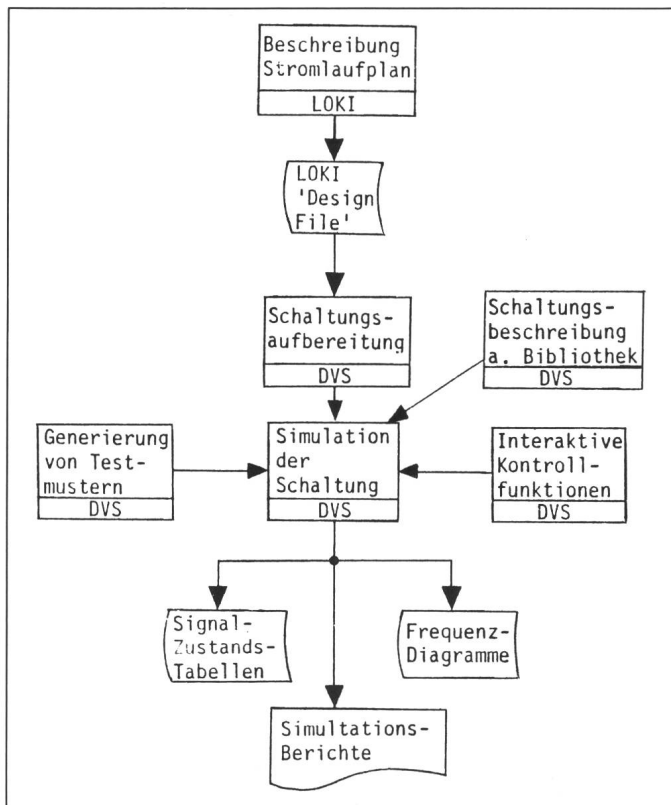 Beschreibung
Stromlaufplan
LOKI
LOKI
'Design
File'
Schaltungs-
aufbereitung
DVS
Schaltungs-
beschreibung
a. Bibliothek
DVS
Generierung
von Test-
mustern
DVS
Simulation
der
Schaltung
DVS
Interaktive
Kontroll-
funktionen
DVS
Signal-
Zustands-
Tabellen
Frequenz-
Diagramme
Simultations-
Berichte